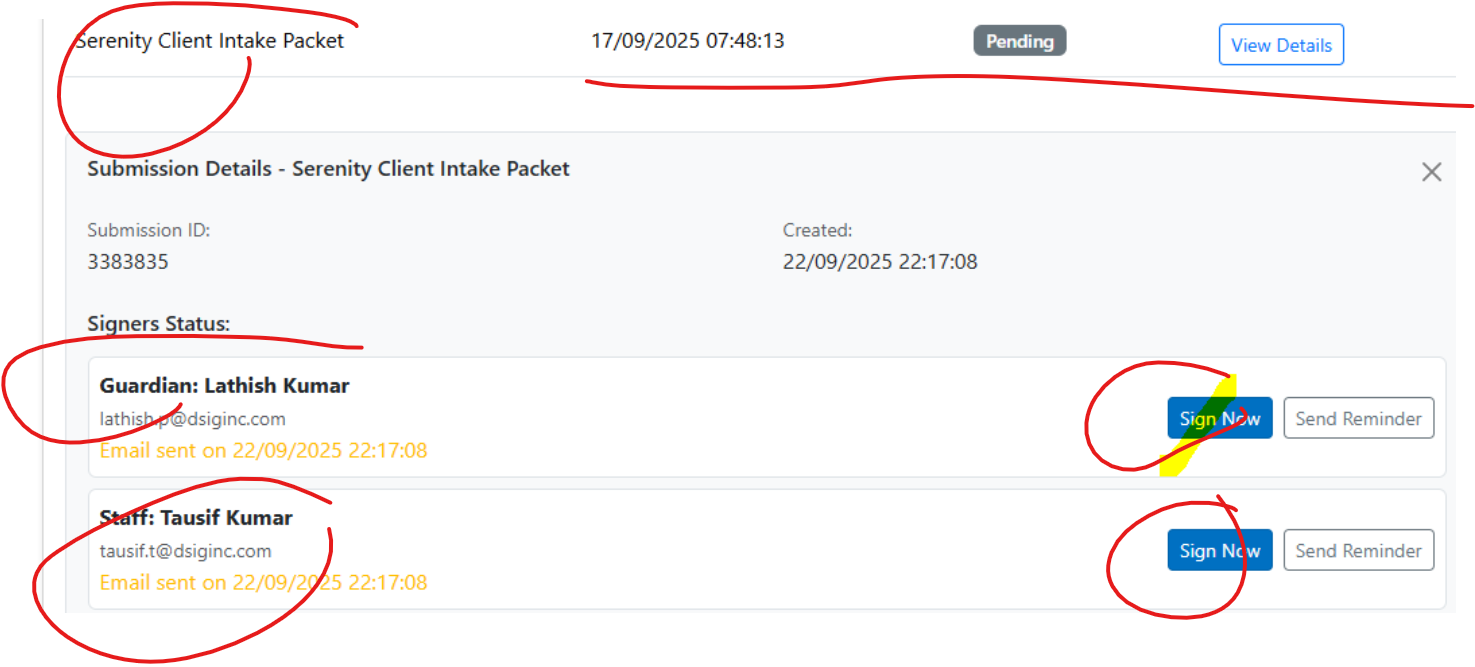 Serenity Client Intake Packet 17/09/2025 07:48:13 Pending View Details
Submission Details - Serenity Client Intake Packet
Submission ID: Created:
3383835 22/09/2025 22:17:08
Signers Status:
Guardian: Lathish Kumar
lathish.p@dsiginc.com
Sign Now Send Reminder
Email sent on 22/09/2025 22:17:08
Staff: Tausif Kumar
tausif.t@dsiginc.com
Sign Now Send Reminder
Email sent on 22/09/2025 22:17:08